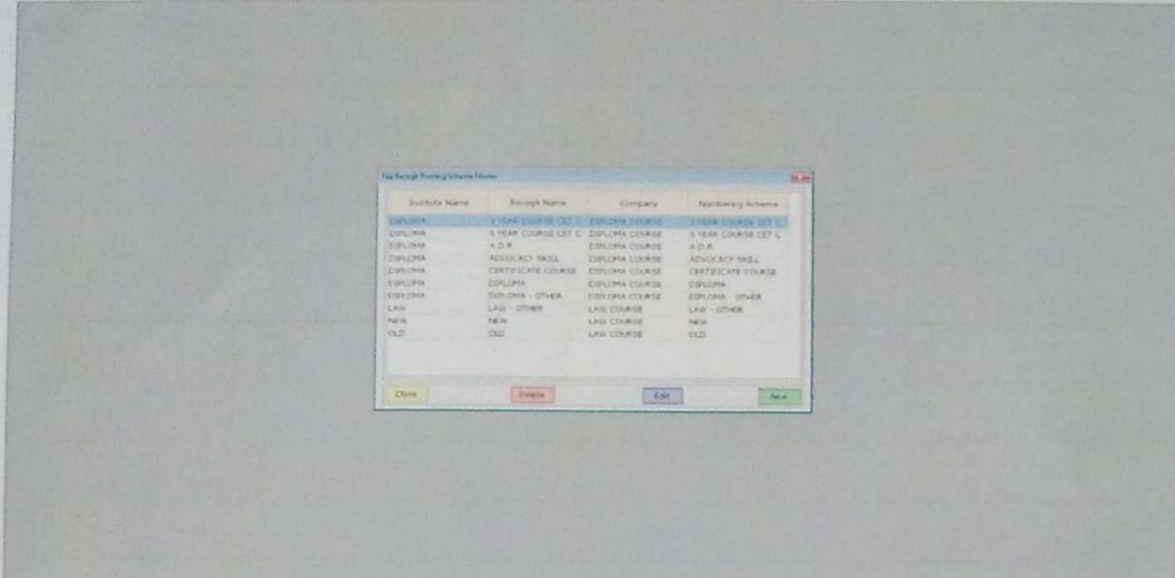 Fee Receipt Printing Scheme Master
Institute Name Receipt Name Company Numbering Scheme
DIPLOMA 3 YEAR COURSE CET C DIPLOMA COURSE 3 YEAR COURSE CET C
DIPLOMA 5 YEAR COURSE CET C DIPLOMA COURSE 5 YEAR COURSE CET C
DIPLOMA A.D.R. DIPLOMA COURSE A.D.R.
DIPLOMA ADVOCACY SKILL DIPLOMA COURSE ADVOCACY SKILL
DIPLOMA CERTIFICATE COURSE DIPLOMA COURSE CERTIFICATE COURSE
DIPLOMA DIPLOMA DIPLOMA COURSE DIPLOMA
DIPLOMA DIPLOMA - OTHER DIPLOMA COURSE DIPLOMA - OTHER
LAW LAW - OTHER LAW COURSE LAW - OTHER
NEW NEW LAW COURSE NEW
OLD OLD LAW COURSE OLD
Close Delete Edit New